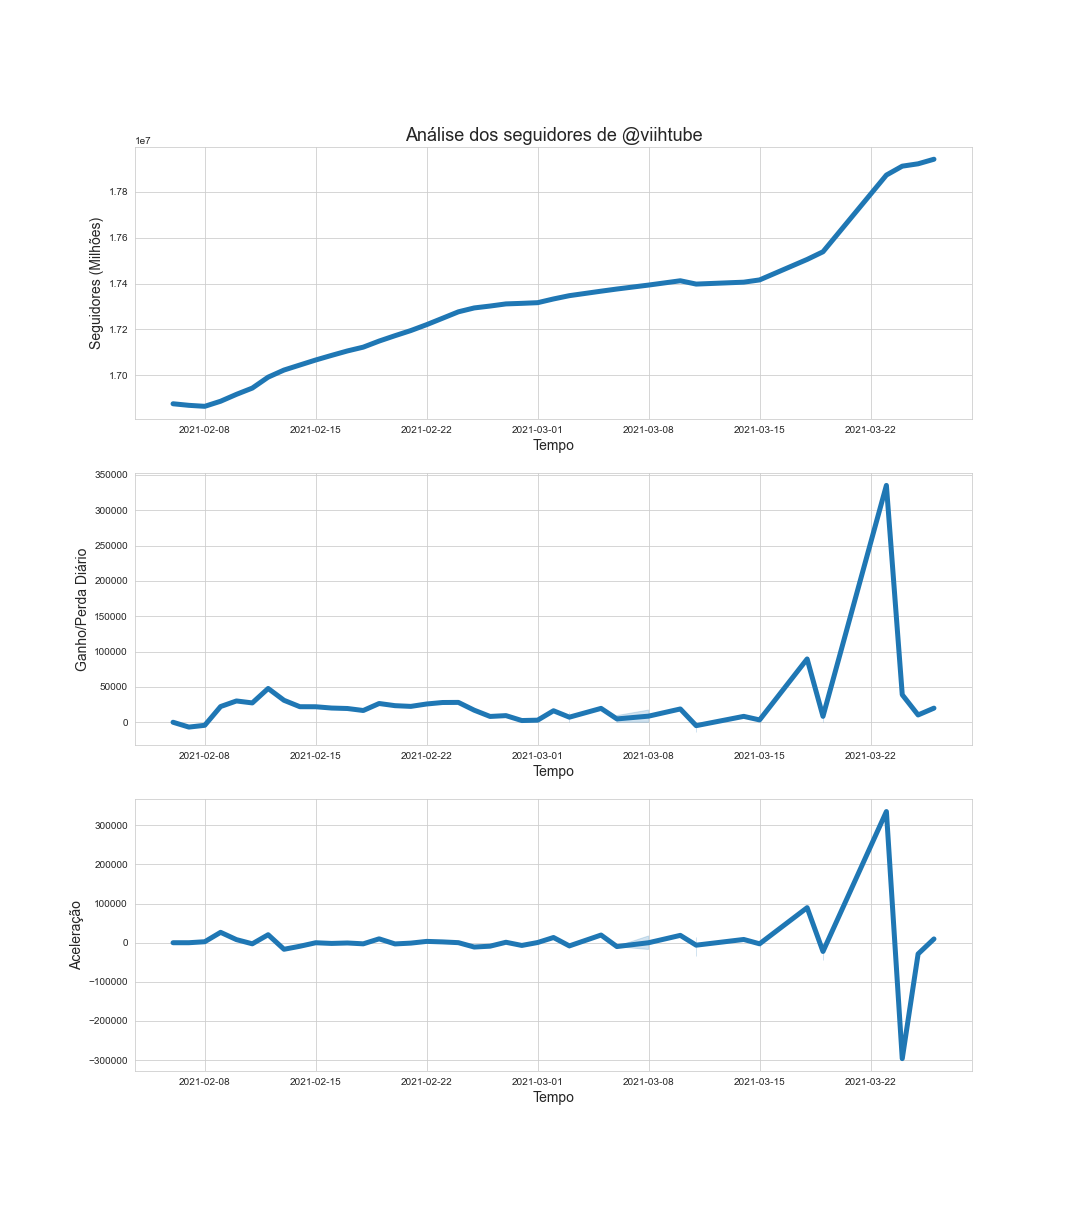 Análise dos seguidores de @viihtube
1e7
Seguidores (Milhões)
1.78
1.76
1.74
1.72
1.70
2021-02-08 2021-02-15 2021-02-22 2021-03-01 2021-03-08 2021-03-15 2021-03-22
Tempo
Ganho/Perda Diário
350000
300000
250000
200000
150000
100000
50000
0
2021-02-08 2021-02-15 2021-02-22 2021-03-01 2021-03-08 2021-03-15 2021-03-22
Tempo
Aceleração
300000
200000
100000
0
−100000
−200000
−300000
2021-02-08 2021-02-15 2021-02-22 2021-03-01 2021-03-08 2021-03-15 2021-03-22
Tempo